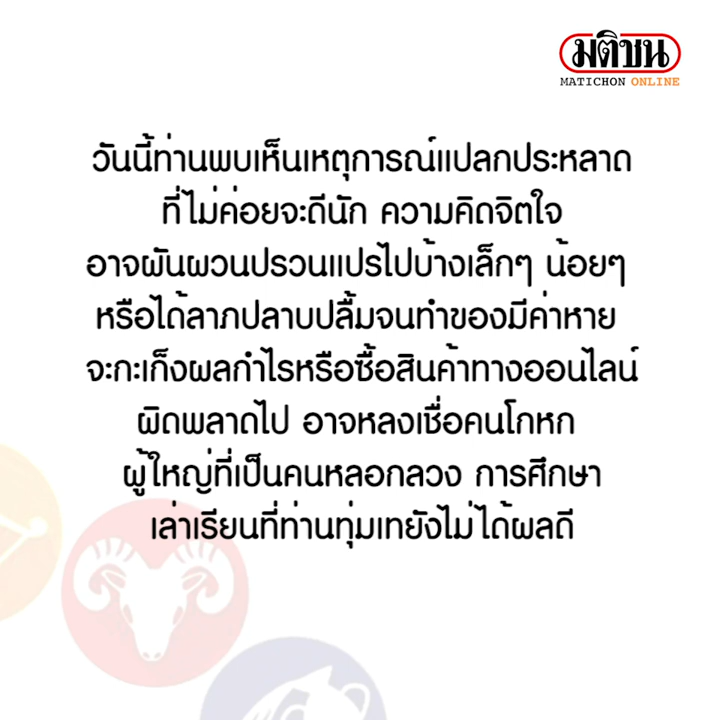 มติชน
MATICHON ONLINE
วันนี้ท่านพบเห็นเหตุการณ์แปลกประหลาด
ที่ไม่ค่อยจะดีนัก ความคิดจิตใจ
อาจผันผวนปรวนแปรไปบ้างเล็กๆ น้อยๆ
หรือได้ลาภปลาบปลื้มจนทำของมีค่าหาย
จะกะเก็งผลกำไรหรือซื้อสินค้าทางออนไลน์
ผิดพลาดไป อาจหลงเชื่อคนโกหก
ผู้ใหญ่ที่เป็นคนหลอกลวง การศึกษา
เล่าเรียนที่ท่านทุ่มเทยังไม่ได้ผลดี